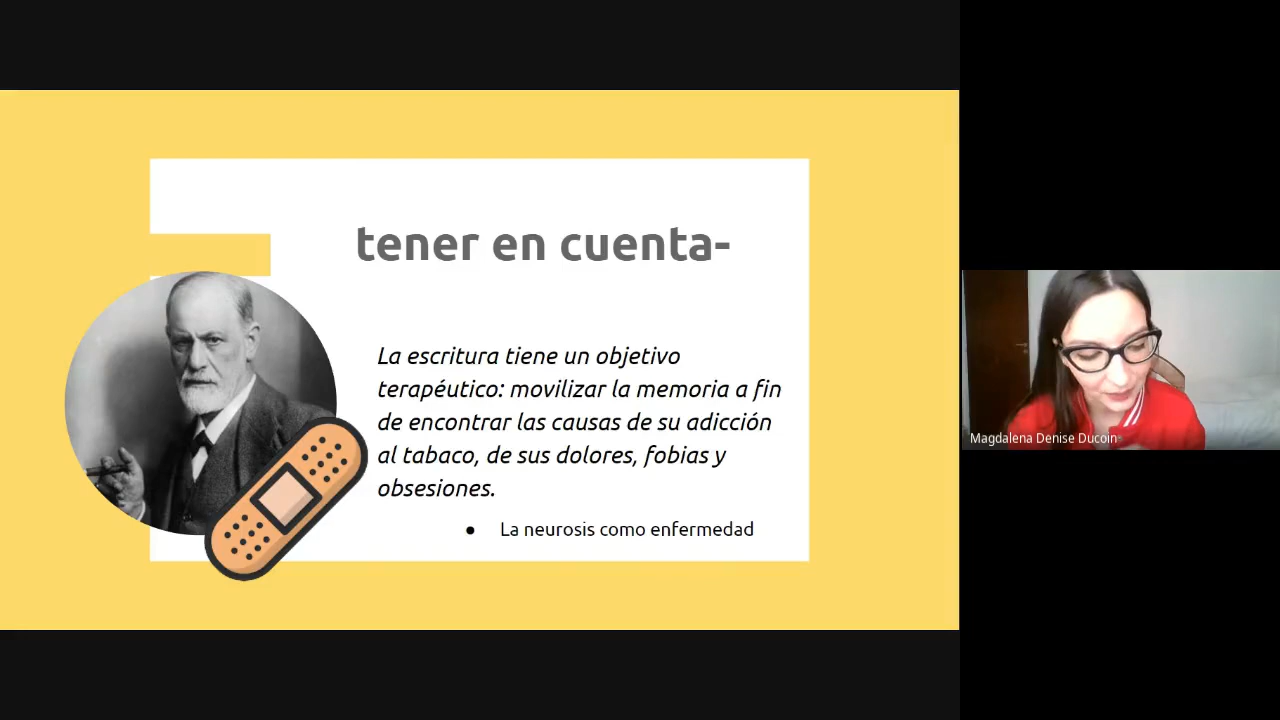 tener en cuenta-
La escritura tiene un objetivo
terapéutico: movilizar la memoria a fin
de encontrar las causas de su adicción
al tabaco, de sus dolores, fobias y
obsesiones.
● La neurosis como enfermedad
Magdalena Denise Ducoin